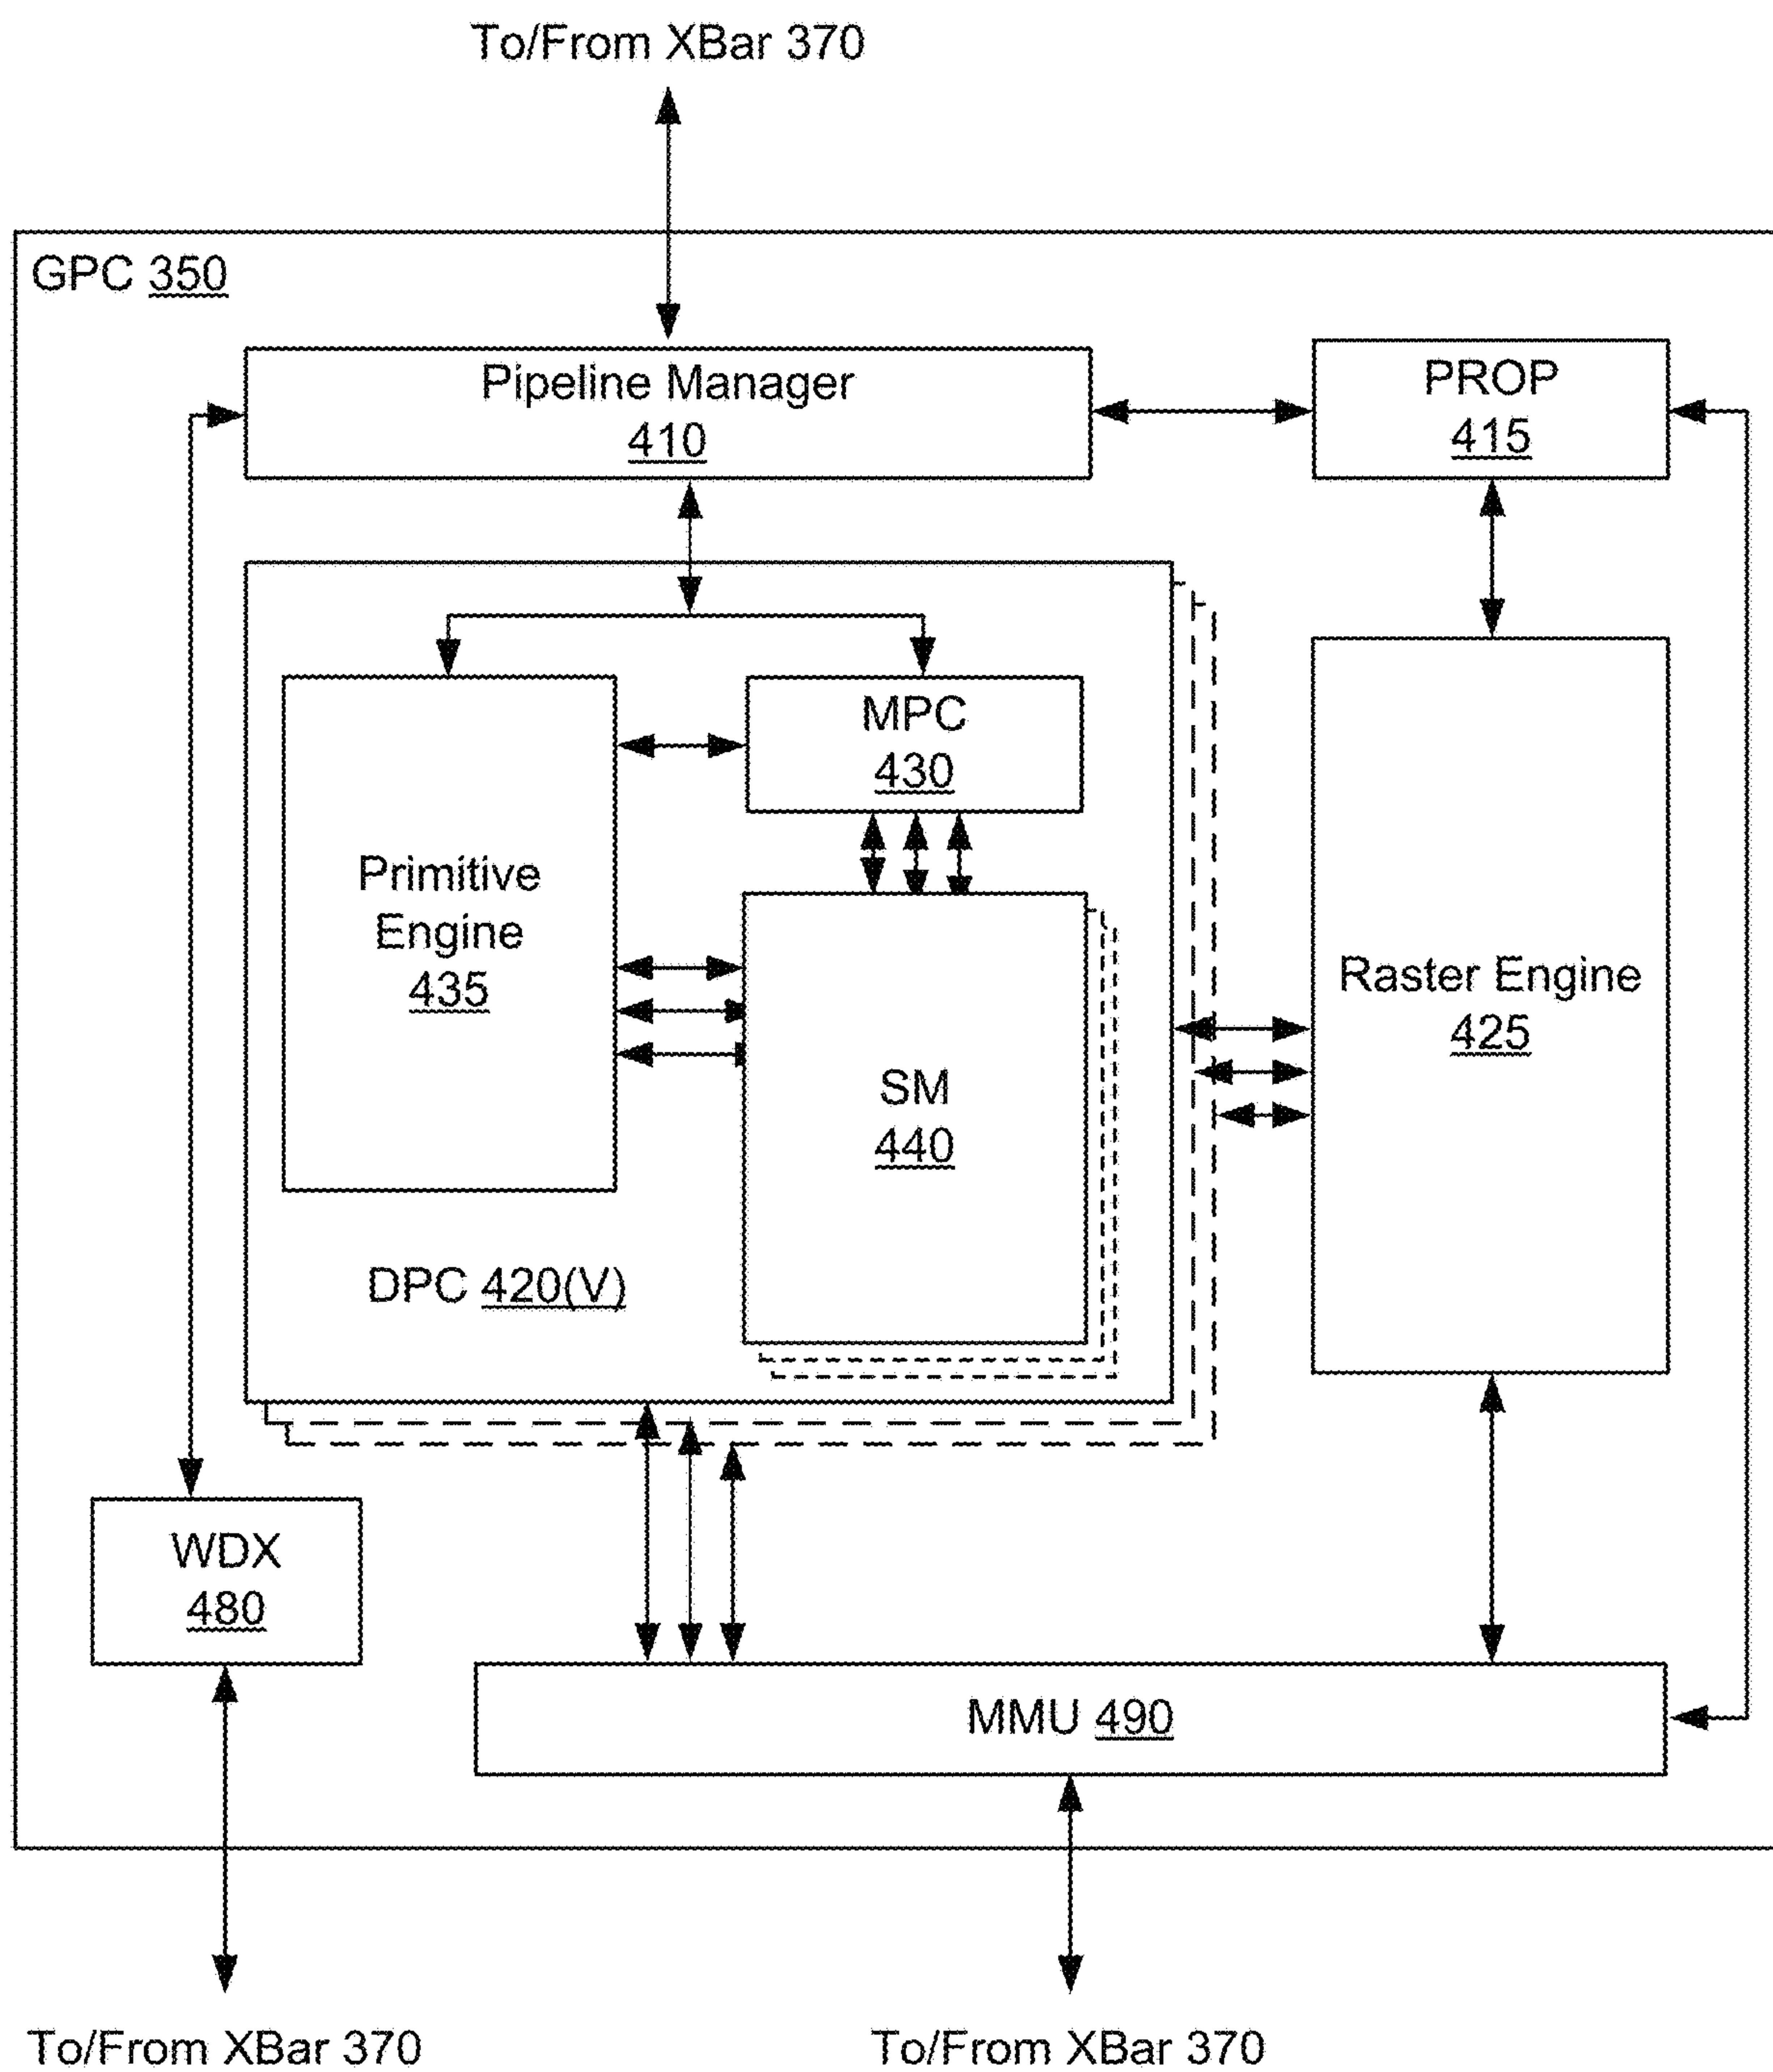 To/From XBar 370
GPC 350
Pipeline Manager
410
PROP
415
MPC
430
Primitive
Engine
435
Raster Engine
425
SM
440
DPC 420(V)
WDX
480
MMU 490
To/From XBar 370
To/From XBar 370